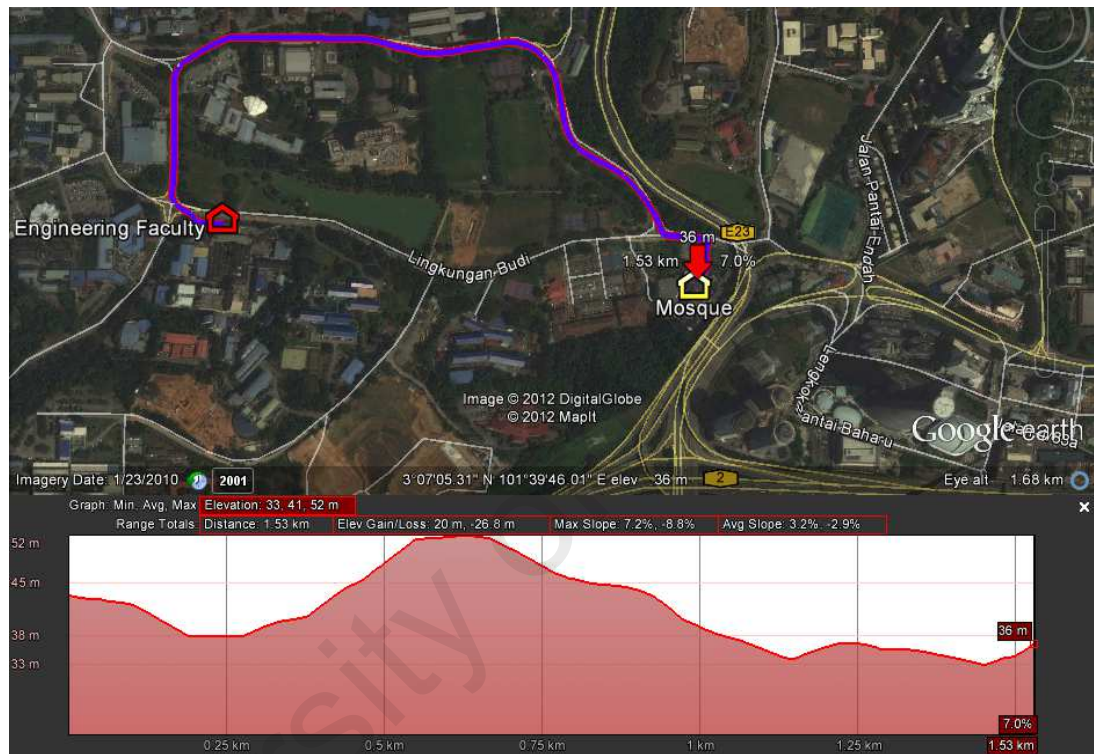 Engineering Faculty
Lingkungan Budi
36 m
E23
1.53 km
7.0%
Mosque
Jalan-Pantai-Endah
Image © 2012 DigitalGlobe
© 2012 MapIt
Google earth
Imagery Date: 1/23/2010 2001 3°07'05.31" N 101°39'46.01" E elev 36 m 2 Eye alt 1.68 km
Graph: Min, Avg, Max Elevation: 33, 41, 52 m
Range Totals Distance: 1.53 km Elev Gain/Loss: 20 m, -26.8 m Max Slope: 7.2%, -8.8% Avg Slope: 3.2%, -2.9%
52 m
45 m
38 m
33 m
36 m
7.0%
0.25 km 0.5 km 0.75 km 1 km 1.25 km 1.53 km
sity o